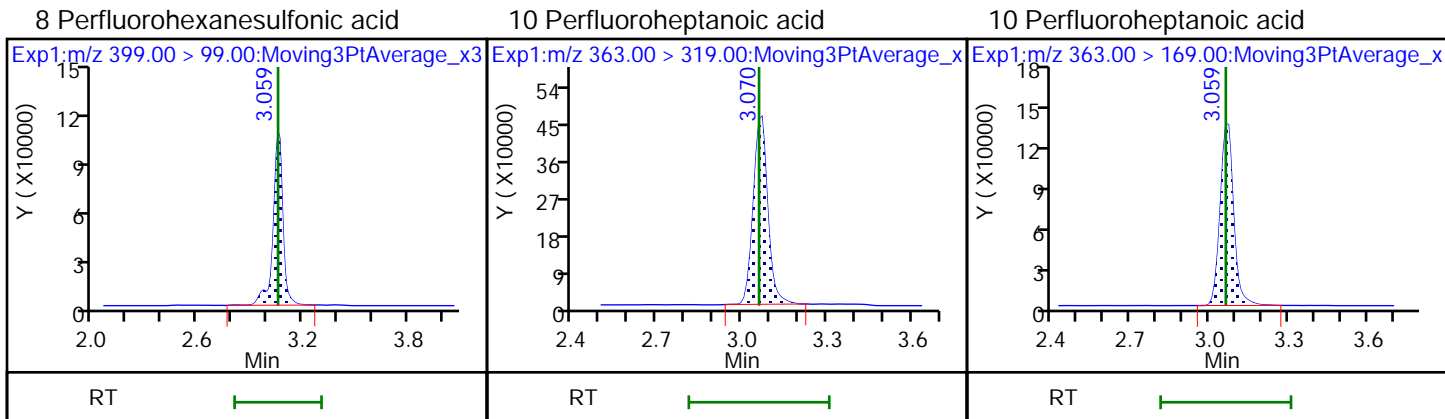 8 Perfluorohexanesulfonic acid
Exp1:m/z 399.00 > 99.00:Moving3PtAverage_x3
Y ( X10000)
15
12
9
6
3
0
3.059
2.0 2.6 3.2 3.8
Min
RT
10 Perfluoroheptanoic acid
Exp1:m/z 363.00 > 319.00:Moving3PtAverage_x
Y ( X10000)
54
45
36
27
18
9
0
3.070
2.4 2.7 3.0 3.3 3.6
Min
RT
10 Perfluoroheptanoic acid
Exp1:m/z 363.00 > 169.00:Moving3PtAverage_x
Y ( X10000)
18
15
12
9
6
3
0
3.059
2.4 2.7 3.0 3.3 3.6
Min
RT